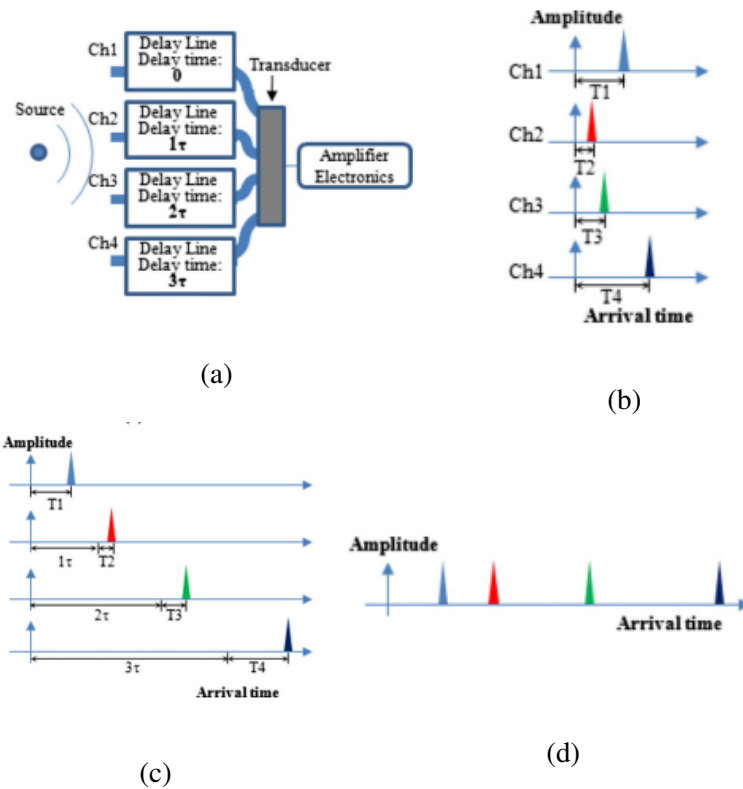 Ch1
Delay Line
Delay time:
0
Transducer
Source
Ch2
Delay Line
Delay time:
1τ
Amplifier
Electronics
Ch3
Delay Line
Delay time:
2τ
Ch4
Delay Line
Delay time:
3τ
(a)
Amplitude
Ch1
T1
Ch2
T2
Ch3
T3
Ch4
T4
Arrival time
(b)
Amplitude
T1
1τ
T2
2τ
T3
3τ
T4
Arrival time
(c)
Amplitude
Arrival time
(d)